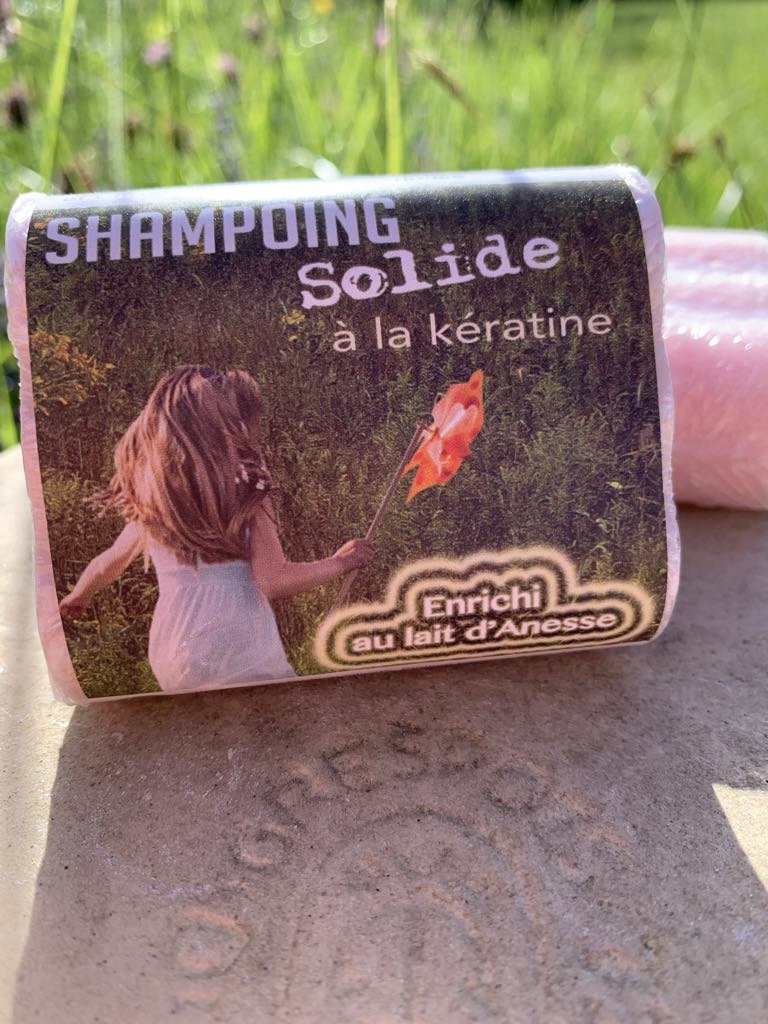 SHAMPOING
Solide
à la kératine
Enrichi
au lait d'Anesse